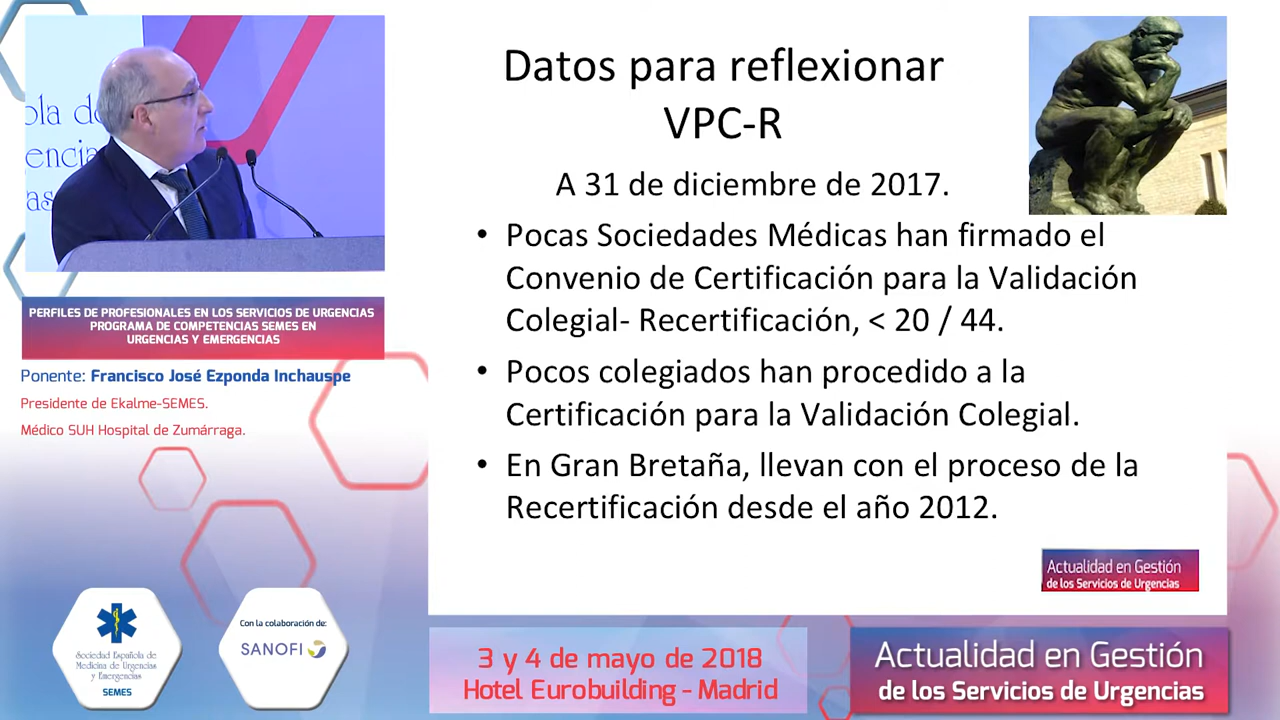 ola de
gencia
as
PERFILES DE PROFESIONALES EN LOS SERVICIOS DE URGENCIAS
PROGRAMA DE COMPETENCIAS SEMES EN
URGENCIAS Y EMERGENCIAS
Ponente: Francisco José Ezponda Inchauspe
Presidente de Ekalme-SEMES.
Médico SUH Hospital de Zumárraga.
Sociedad Española de
Medicina de Urgencias
y Emergencias
SEMES
Con la colaboración de:
SANOFI
Datos para reflexionar
VPC-R
A 31 de diciembre de 2017.
• Pocas Sociedades Médicas han firmado el
Convenio de Certificación para la Validación
Colegial- Recertificación, < 20 / 44.
• Pocos colegiados han procedido a la
Certificación para la Validación Colegial.
• En Gran Bretaña, llevan con el proceso de la
Recertificación desde el año 2012.
Actualidad en Gestión
de los Servicios de Urgencias
3 y 4 de mayo de 2018
Hotel Eurobuilding - Madrid
Actualidad en Gestión
de los Servicios de Urgencias